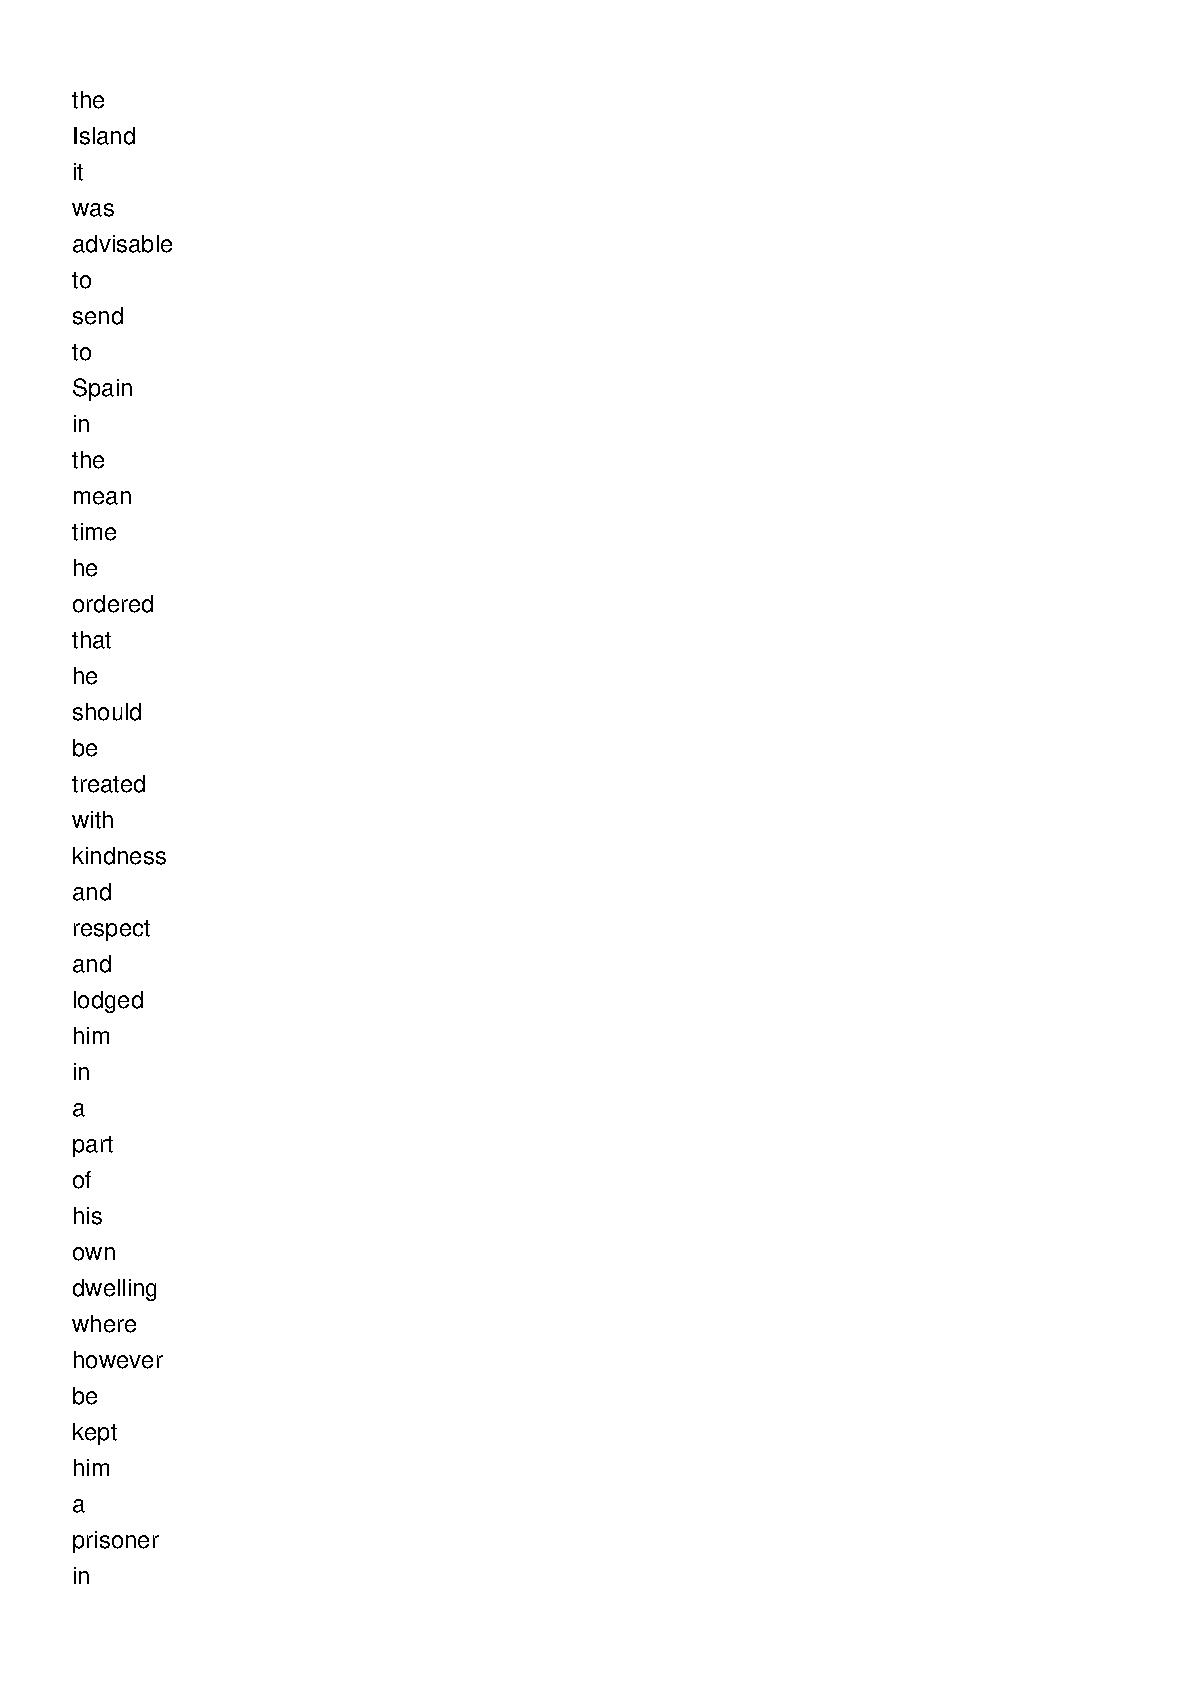 the
Island
it
was
advisable
to
send
to
Spain
in
the
mean
time
he
ordered
that
he
should
be
treated
with
kindness
and
respect
and
lodged
him
in
a
part
of
his
own
dwelling
where
however
be
kept
him
a
prisoner
in